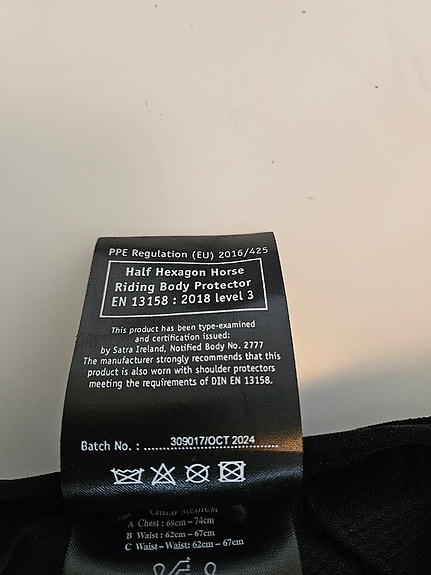 PPE Regulation (EU) 2016/425
Half Hexagon Horse
Riding Body Protector
EN 13158 : 2018 level 3
This product has been type-examined
and certification issued:
by Satra Ireland, Notified Body No. 2777
The manufacturer strongly recommends that this
product is also worn with shoulder protectors
meeting the requirements of DIN EN 13158.
Batch No. : 309017/OCT 2024
CHILD MEDIUM
A Chest : 69cm – 74cm
B Waist : 62cm – 67cm
C Waist – Waist: 62cm – 67cm